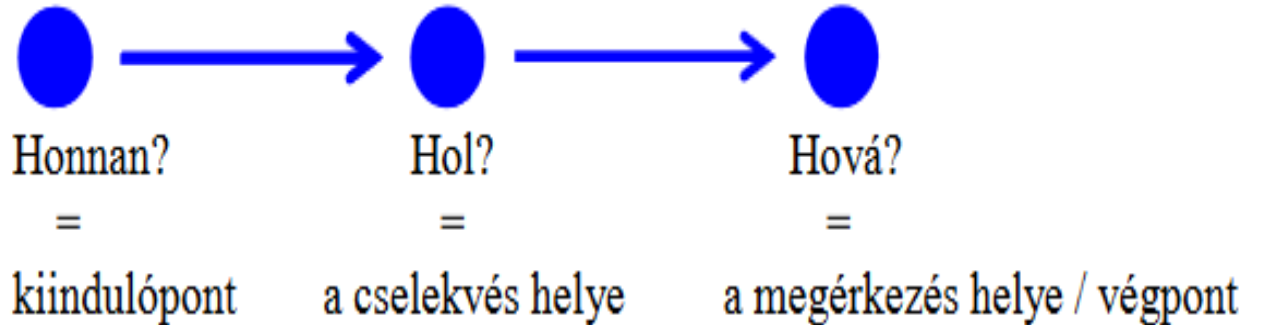 Honnan? Hol? Hová?
= = =
kiindulópont a cselekvés helye a megérkezés helye / végpont